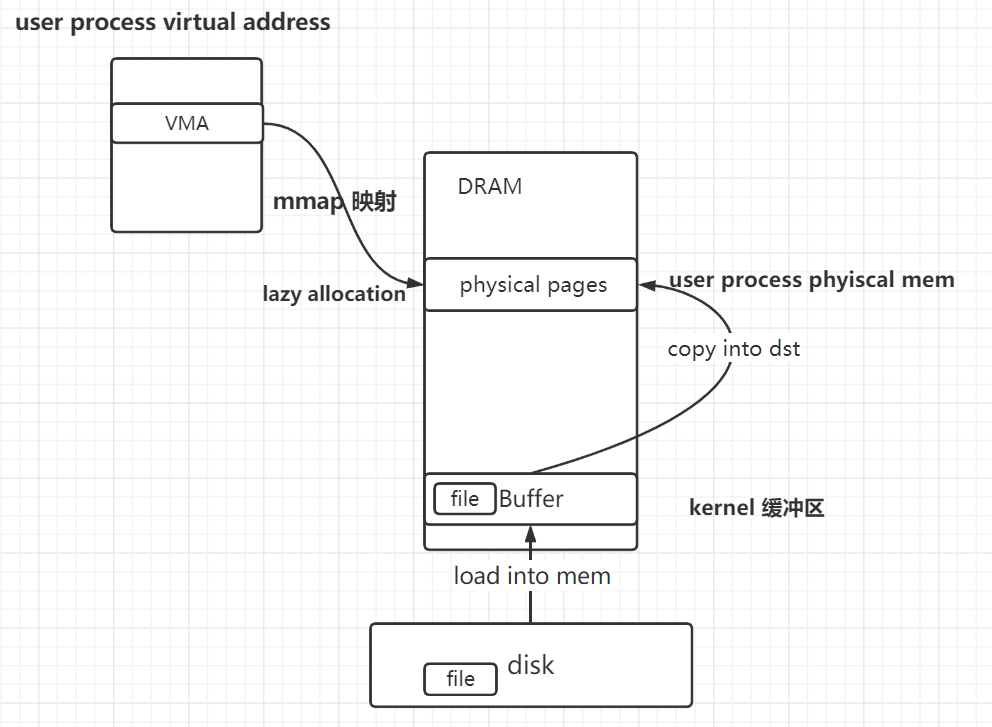 user process virtual address
VMA
mmap 映射
DRAM
lazy allocation
physical pages
user process phyiscal mem
copy into dst
file
Buffer
kernel 缓冲区
load into mem
disk
file